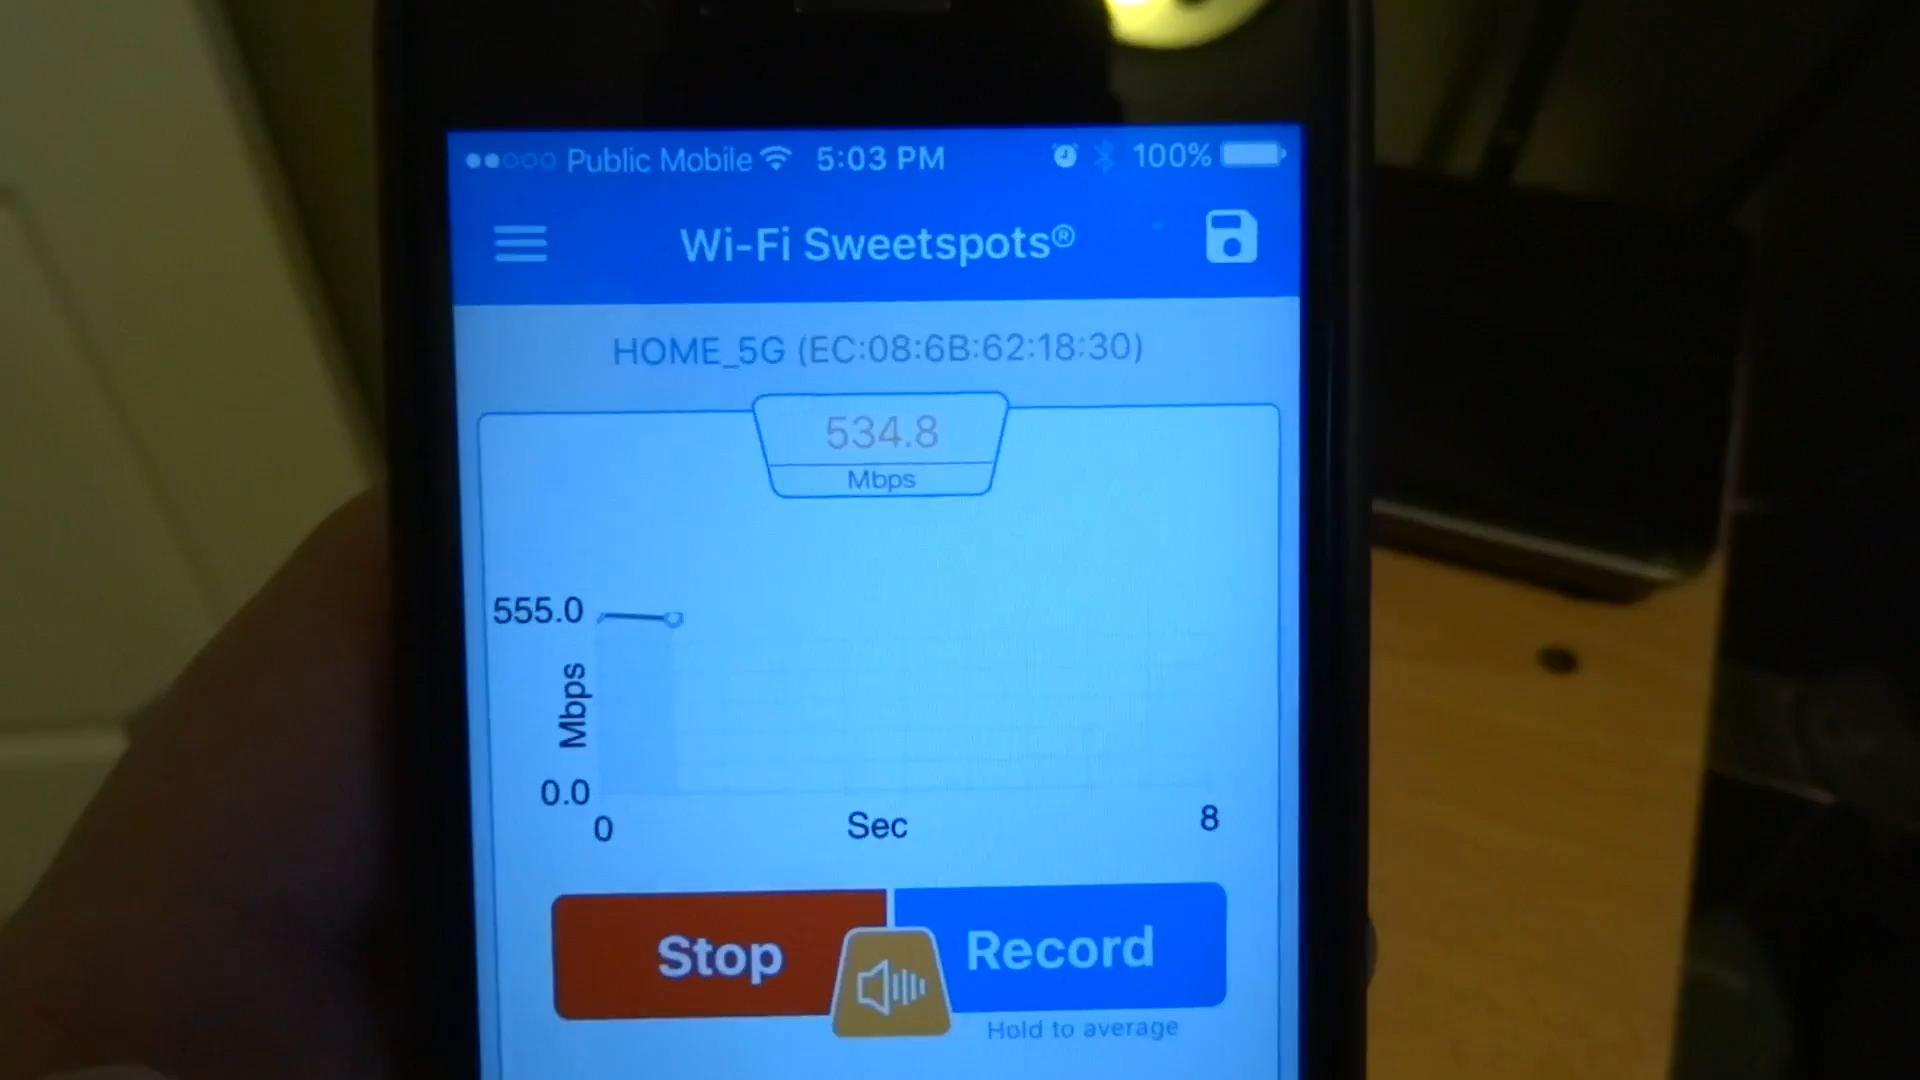 Public Mobile 5:03 PM 100%
Wi-Fi Sweetspots®
HOME_5G (EC:08:6B:62:18:30)
534.8
Mbps
555.0
Mbps
0.0
0 Sec 8
Stop Record
Hold to average